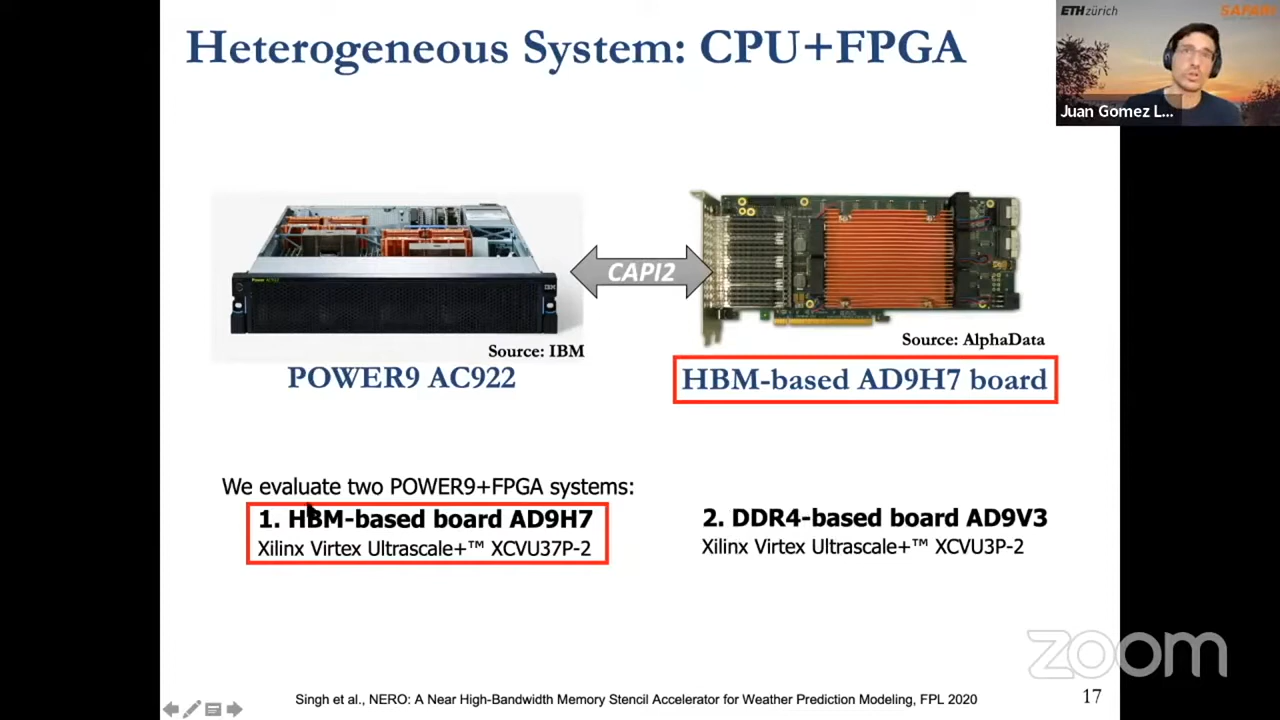 Heterogeneous System: CPU+FPGA
ETH zürich
SAFARI
Juan Gomez L...
CAPI2
Source: IBM
Source: AlphaData
POWER9 AC922
HBM-based AD9H7 board
We evaluate two POWER9+FPGA systems:
1. HBM-based board AD9H7
Xilinx Virtex Ultrascale+™ XCVU37P-2
2. DDR4-based board AD9V3
Xilinx Virtex Ultrascale+™ XCVU3P-2
zoom
Singh et al., NERO: A Near High-Bandwidth Memory Stencil Accelerator for Weather Prediction Modeling, FPL 2020
17